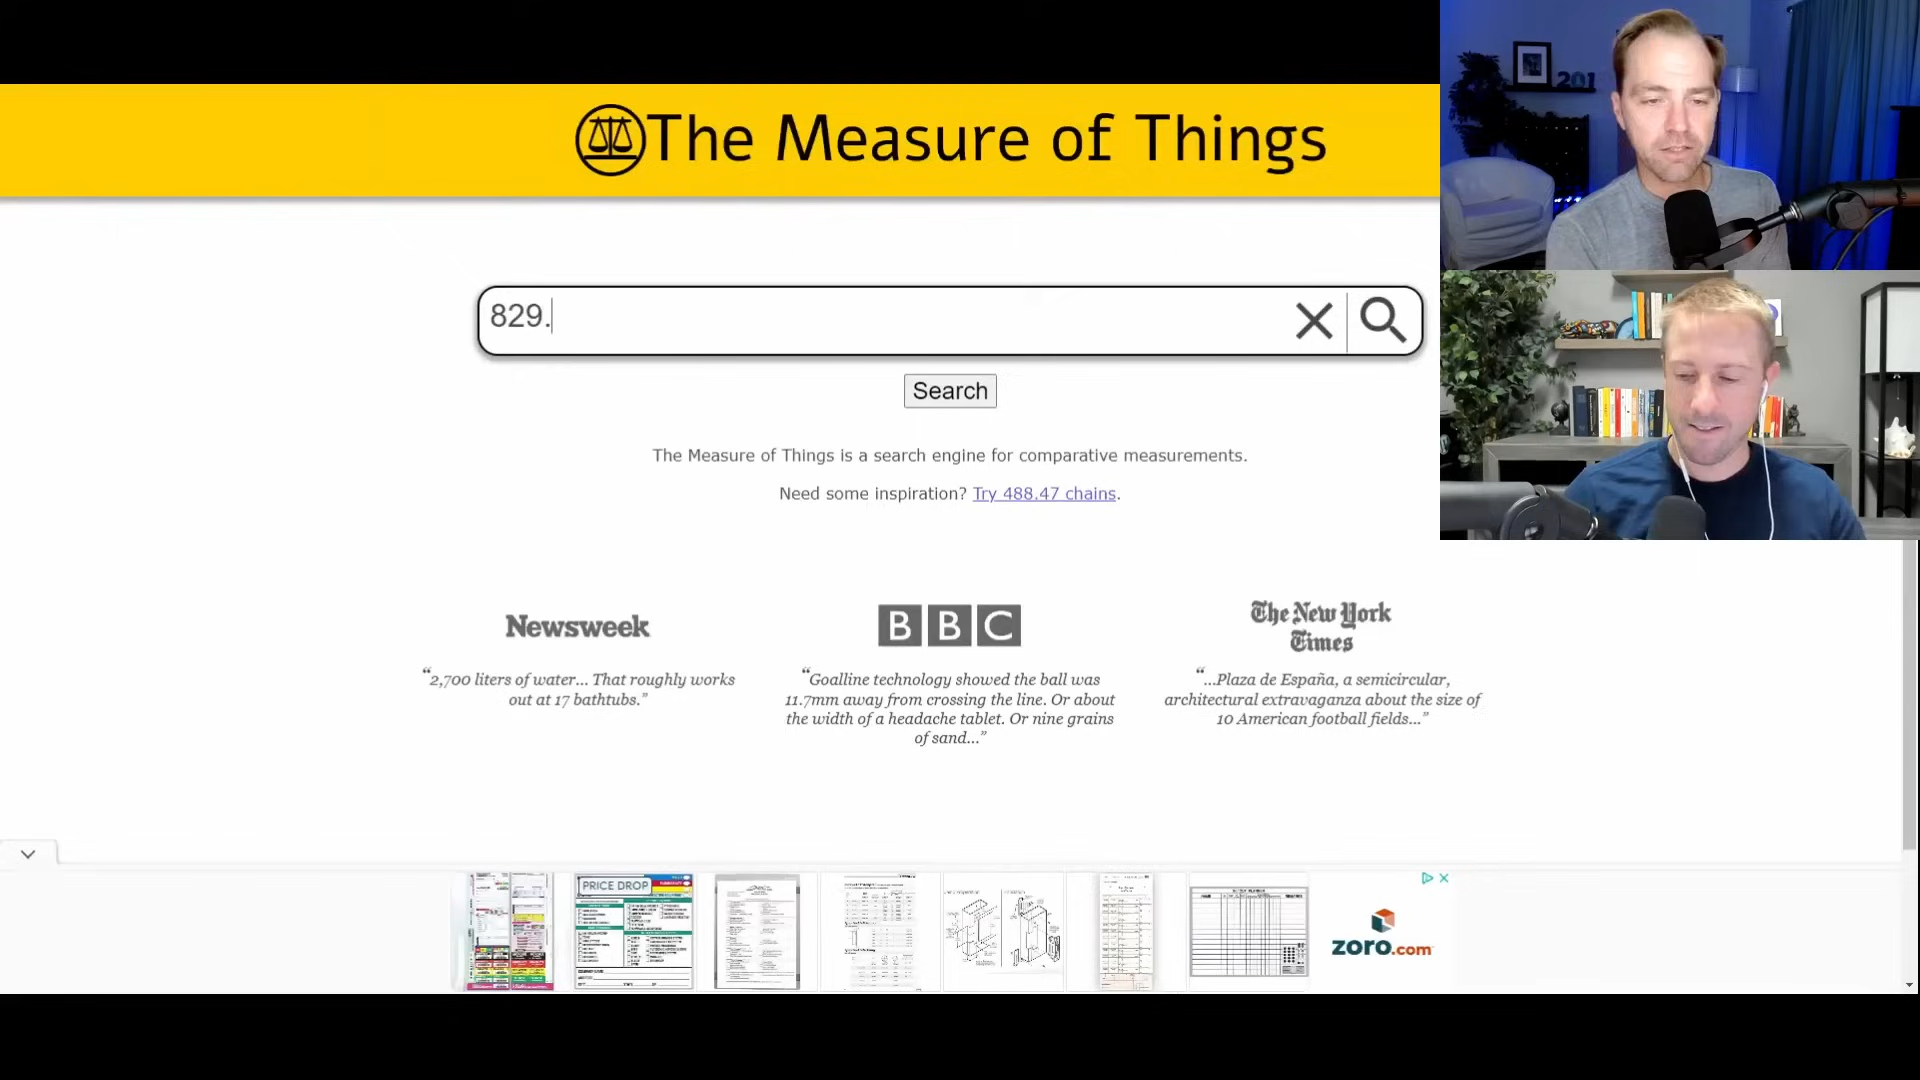 The Measure of Things
201
829.
Search
The Measure of Things is a search engine for comparative measurements.
Need some inspiration? Try 488.47 chains.
Newsweek
“2,700 liters of water... That roughly works
out at 17 bathtubs.”
BBC
“Goalline technology showed the ball was
11.7mm away from crossing the line. Or about
the width of a headache tablet. Or nine grains
of sand...”
The New York
Times
“...Plaza de España, a semicircular,
architectural extravaganza about the size of
10 American football fields...”
PRICE DROP
zoro.com